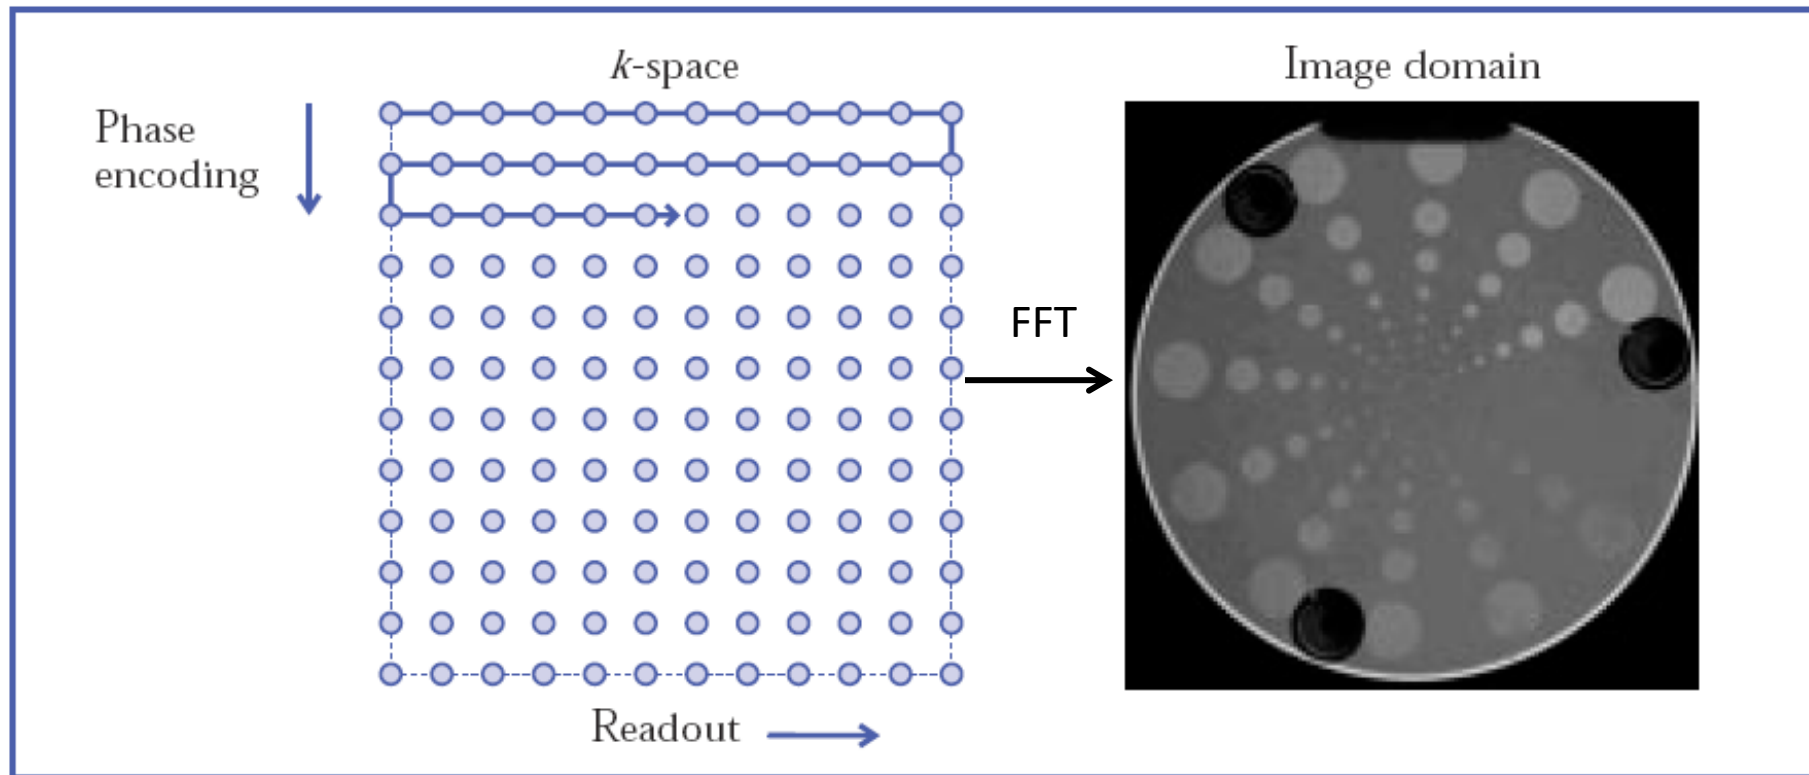 k-space
Image domain
Phase
encoding
FFT
Readout